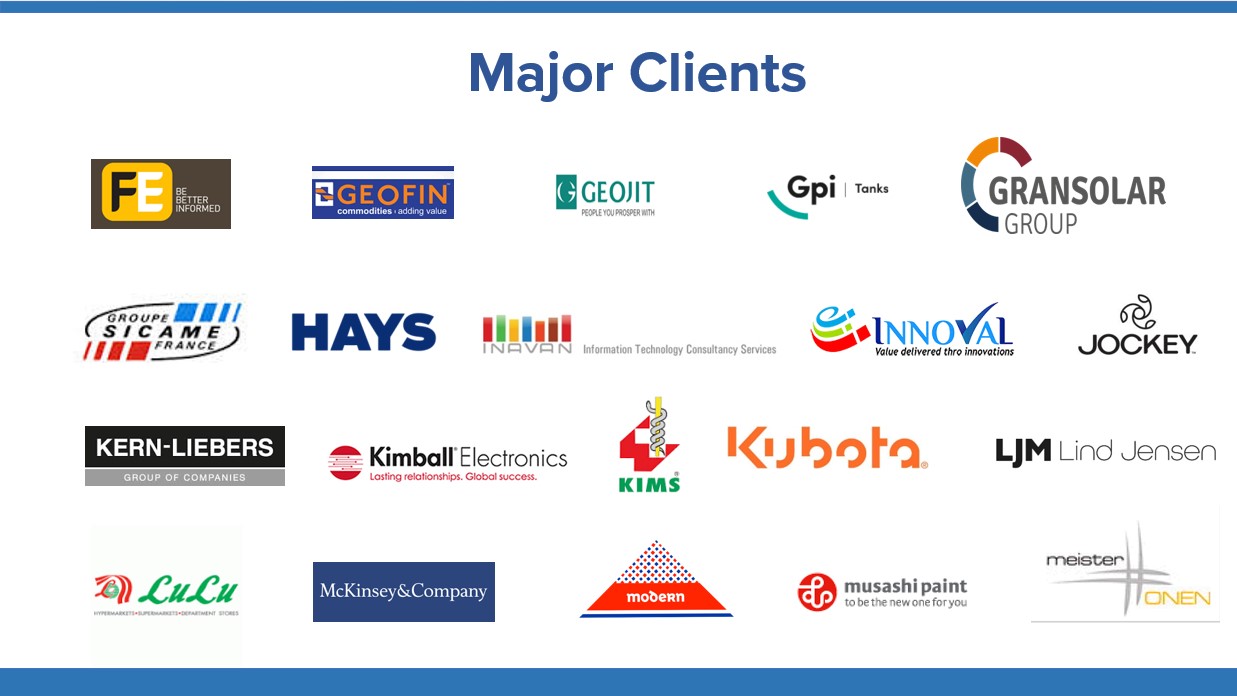 Major Clients
FE
BE
BETTER
INFORMED
GEOFIN™
commodities · adding value
GEOJIT
PEOPLE YOU PROSPER WITH
Gpi | Tanks
GRANSOLAR
GROUP
GROUPE
SICAME
FRANCE
HAYS
INAVAN
Information Technology Consultancy Services
INNOVAL
Value delivered thro innovations
JOCKEY™
KERN-LIEBERS
GROUP OF COMPANIES
Kimball® Electronics
Lasting relationships. Global success.
KIMS®
Kubota®
LJM Lind Jensen
LuLu
HYPERMARKETS•SUPERMARKETS•DEPARTMENT STORES
McKinsey&Company
modern
musashi paint
to be the new one for you
meister
ONEN